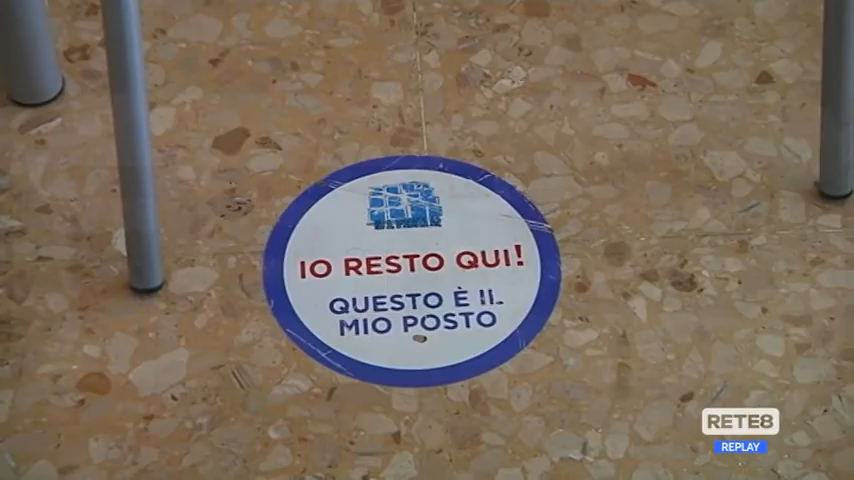 IO RESTO QUI!
QUESTO È IL
MIO POSTO
RETE8
REPLAY